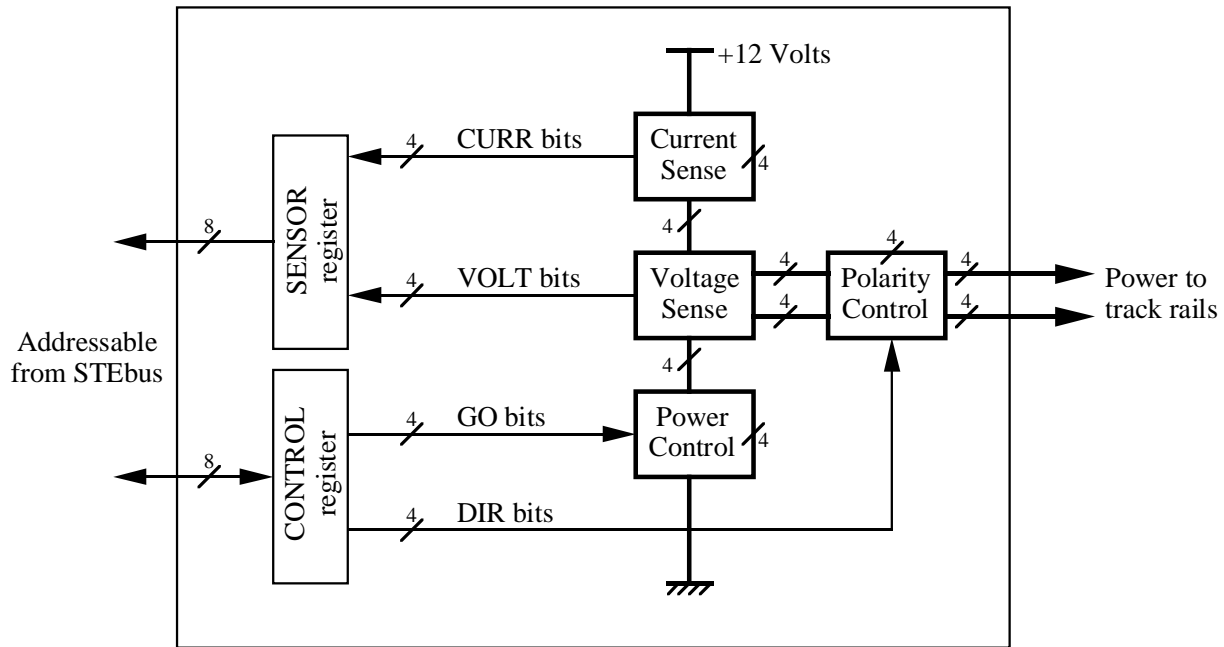 +12 Volts
CURR bits
4
Current
Sense
4
SENSOR
register
8
4
VOLT bits
4
Voltage
Sense
4
4
4
Polarity
Control
4
4
Power to
track rails
Addressable
from STEbus
4
CONTROL
register
8
4
GO bits
Power
Control
4
4
DIR bits